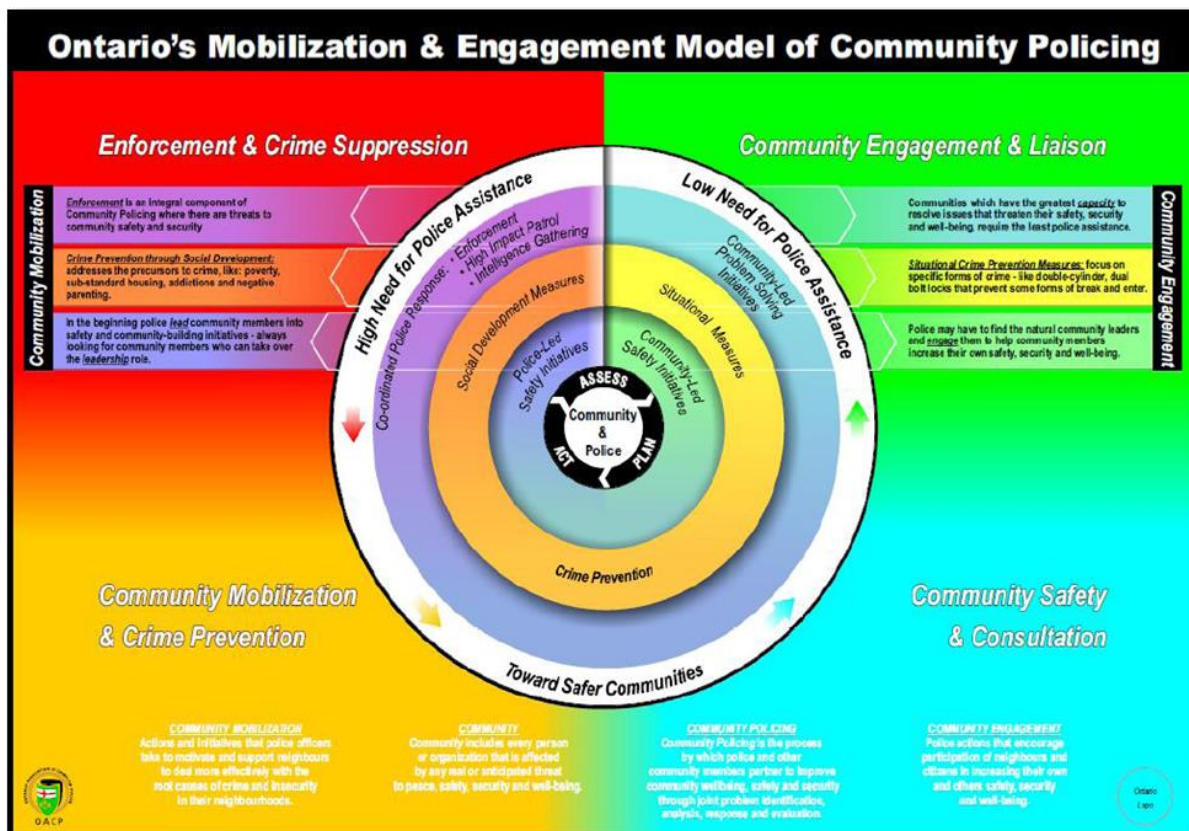 Ontario's Mobilization & Engagement Model of Community Policing
Enforcement & Crime Suppression
Community Engagement & Liaison
Community Mobilization
Enforcement is an integral component of
Community Policing where there are threats to
community safety and security
Crime Prevention through Social Development:
addresses the precursors to crime, like: poverty,
sub-standard housing, addictions and negative
parenting.
In the beginning police lead community members into
safety and community-building initiatives - always
looking for community members who can take over
the leadership role.
High Need for Police Assistance
Low Need for Police Assistance
Co-ordinated Police Response:
• Enforcement
• High Impact Patrol
• Intelligence Gathering
Social Development Measures
Police-Led
Safety Initiatives
Community-Led
Problem Solving
Initiatives
Situational Measures
Community-Led
Safety Initiatives
ASSESS
PLAN
ACT
Community
&
Police
Crime Prevention
Toward Safer Communities
Communities which have the greatest capacity to
resolve issues that threaten their safety, security
and well-being, require the least police assistance.
Situational Crime Prevention Measures: focus on
specific forms of crime - like double-cylinder, dual
bolt locks that prevent some forms of break and enter.
Police may have to find the natural community leaders
and engage them to help community members
increase their own safety, security and well-being.
Community Engagement
Community Mobilization
& Crime Prevention
Community Safety
& Consultation
COMMUNITY MOBILIZATION
Actions and initiatives that police officers
take to motivate and support neighbours
to deal more effectively with the
root causes of crime and insecurity
in their neighbourhoods.
COMMUNITY
Community includes every person
or organization that is affected
by any real or anticipated threat
to peace, safety, security and well-being.
COMMUNITY POLICING
Community Policing is the process
by which police and other
community members partner to improve
community wellbeing, safety and security
through joint problem identification,
analysis, response and evaluation.
COMMUNITY ENGAGEMENT
Police actions that encourage
participation of neighbours and
citizens in increasing their own
and others safety, security
and well-being.
OACP
Ontario